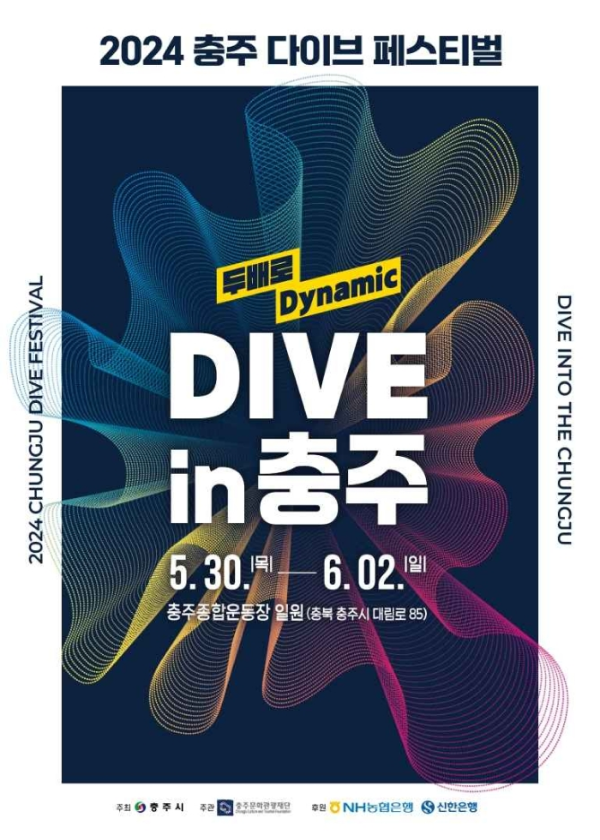 2024 충주 다이브 페스티벌
두배로
Dynamic
DIVE
in충주
5. 30.|목| — 6. 02.|일|
충주종합운동장 일원 (충북 충주시 대림로 85)
2024 CHUNGJU DIVE FESTIVAL
DIVE INTO THE CHUNGJU
주최 충주시 주관 충주문화관광재단 후원 NH농협은행 신한은행